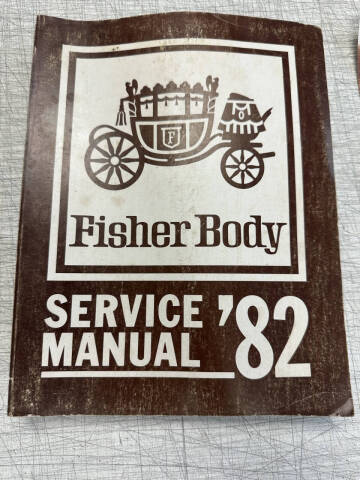 F
Fisher Body
SERVICE
MANUAL '82